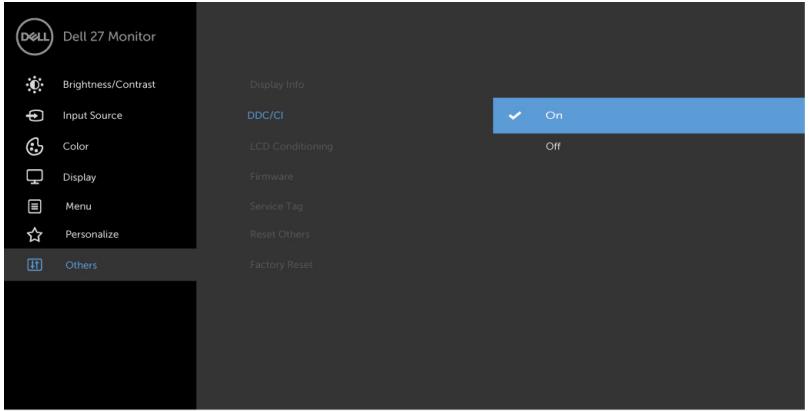 DELL
Dell 27 Monitor
Brightness/Contrast
Input Source
Color
Display
Menu
Personalize
Others
Display Info
DDC/CI
LCD Conditioning
Firmware
Service Tag
Reset Others
Factory Reset
On
Off